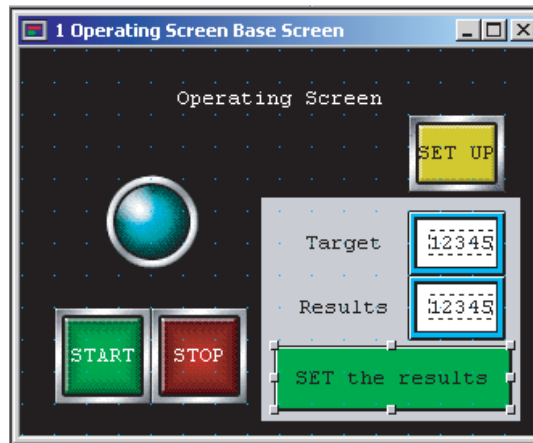 1 Operating Screen Base Screen
Operating Screen
SET UP
Target 12345
Results 12345
START STOP
SET the results